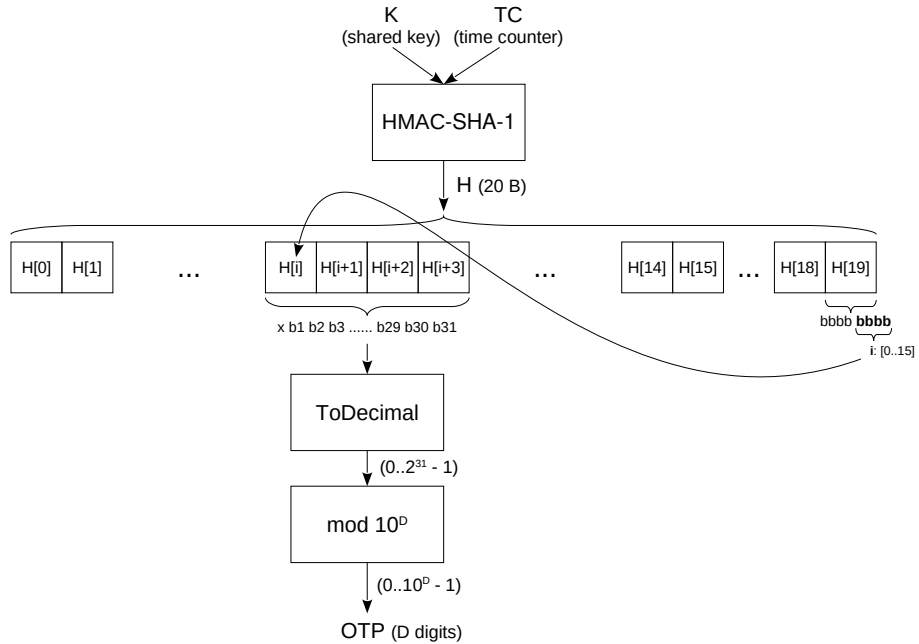 K TC
(shared key) (time counter)
HMAC-SHA-1
H (20 B)
H[0] H[1] ... H[i] H[i+1] H[i+2] H[i+3] ... H[14] H[15] ... H[18] H[19]
x b1 b2 b3 ...... b29 b30 b31 bbbb bbbb
i: [0..15]
ToDecimal
(0..2³¹ - 1)
mod 10ᴰ
(0..10ᴰ - 1)
OTP (D digits)